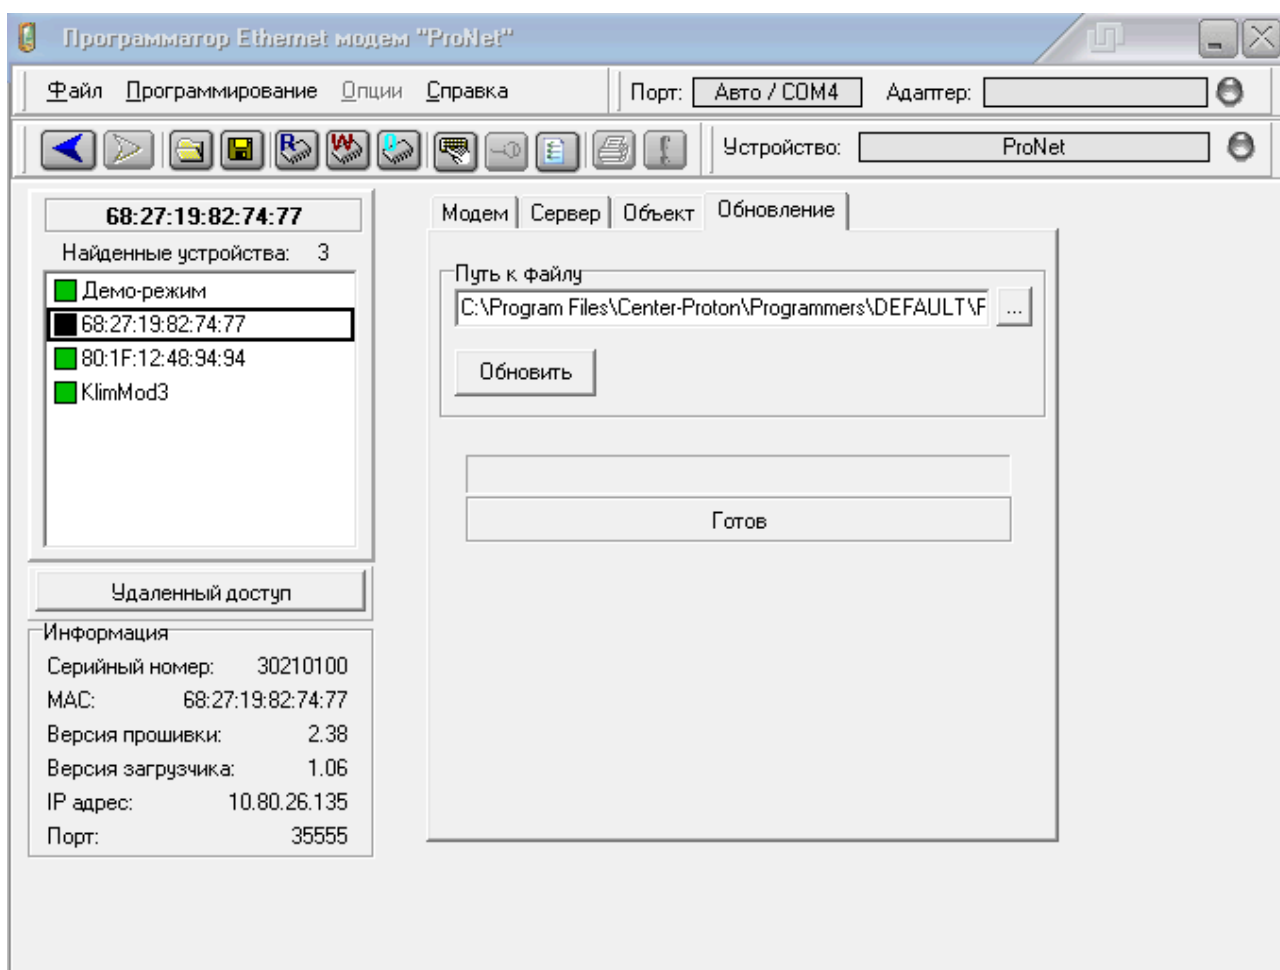 Программатор Ethernet модем "ProNet"
Файл Программирование Опции Справка Порт: Авто / COM4 Адаптер:
R W D Устройство: ProNet
68:27:19:82:74:77
Найденные устройства: 3
Демо-режим
68:27:19:82:74:77
80:1F:12:48:94:94
KlimMod3
Удаленный доступ
Информация
Серийный номер: 30210100
MAC: 68:27:19:82:74:77
Версия прошивки: 2.38
Версия загрузчика: 1.06
IP адрес: 10.80.26.135
Порт: 35555
Модем Сервер Объект Обновление
Путь к файлу
C:\Program Files\Center-Proton\Programmers\DEFAULT\F ...
Обновить
Готов